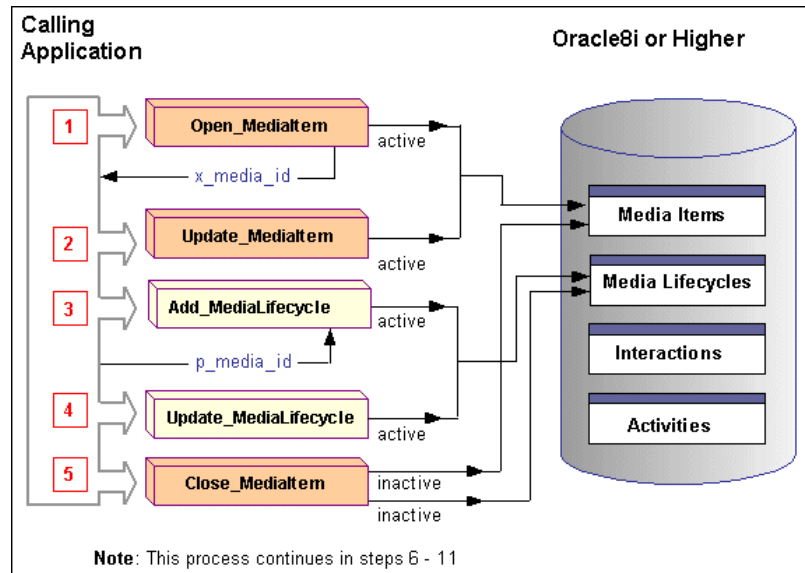 Calling
Application
Oracle8i or Higher
1
Open_MediaItem
active
x_media_id
Media Items
2
Update_MediaItem
active
Media Lifecycles
3
Add_MediaLifecycle
active
p_media_id
Interactions
4
Update_MediaLifecycle
active
Activities
5
Close_MediaItem
inactive
inactive
Note: This process continues in steps 6 - 11